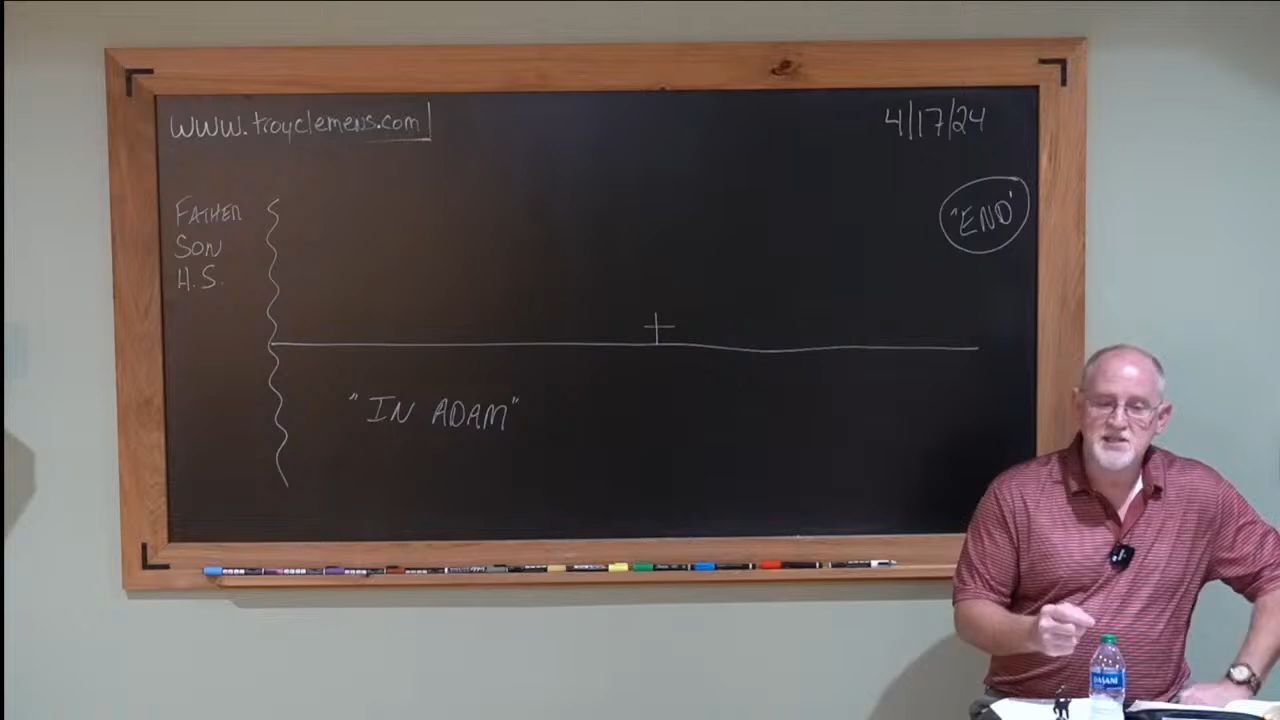 www.troyclemens.com
4/17/24
FATHER
SON
H.S.
"END"
"IN ADAM"
DASANI